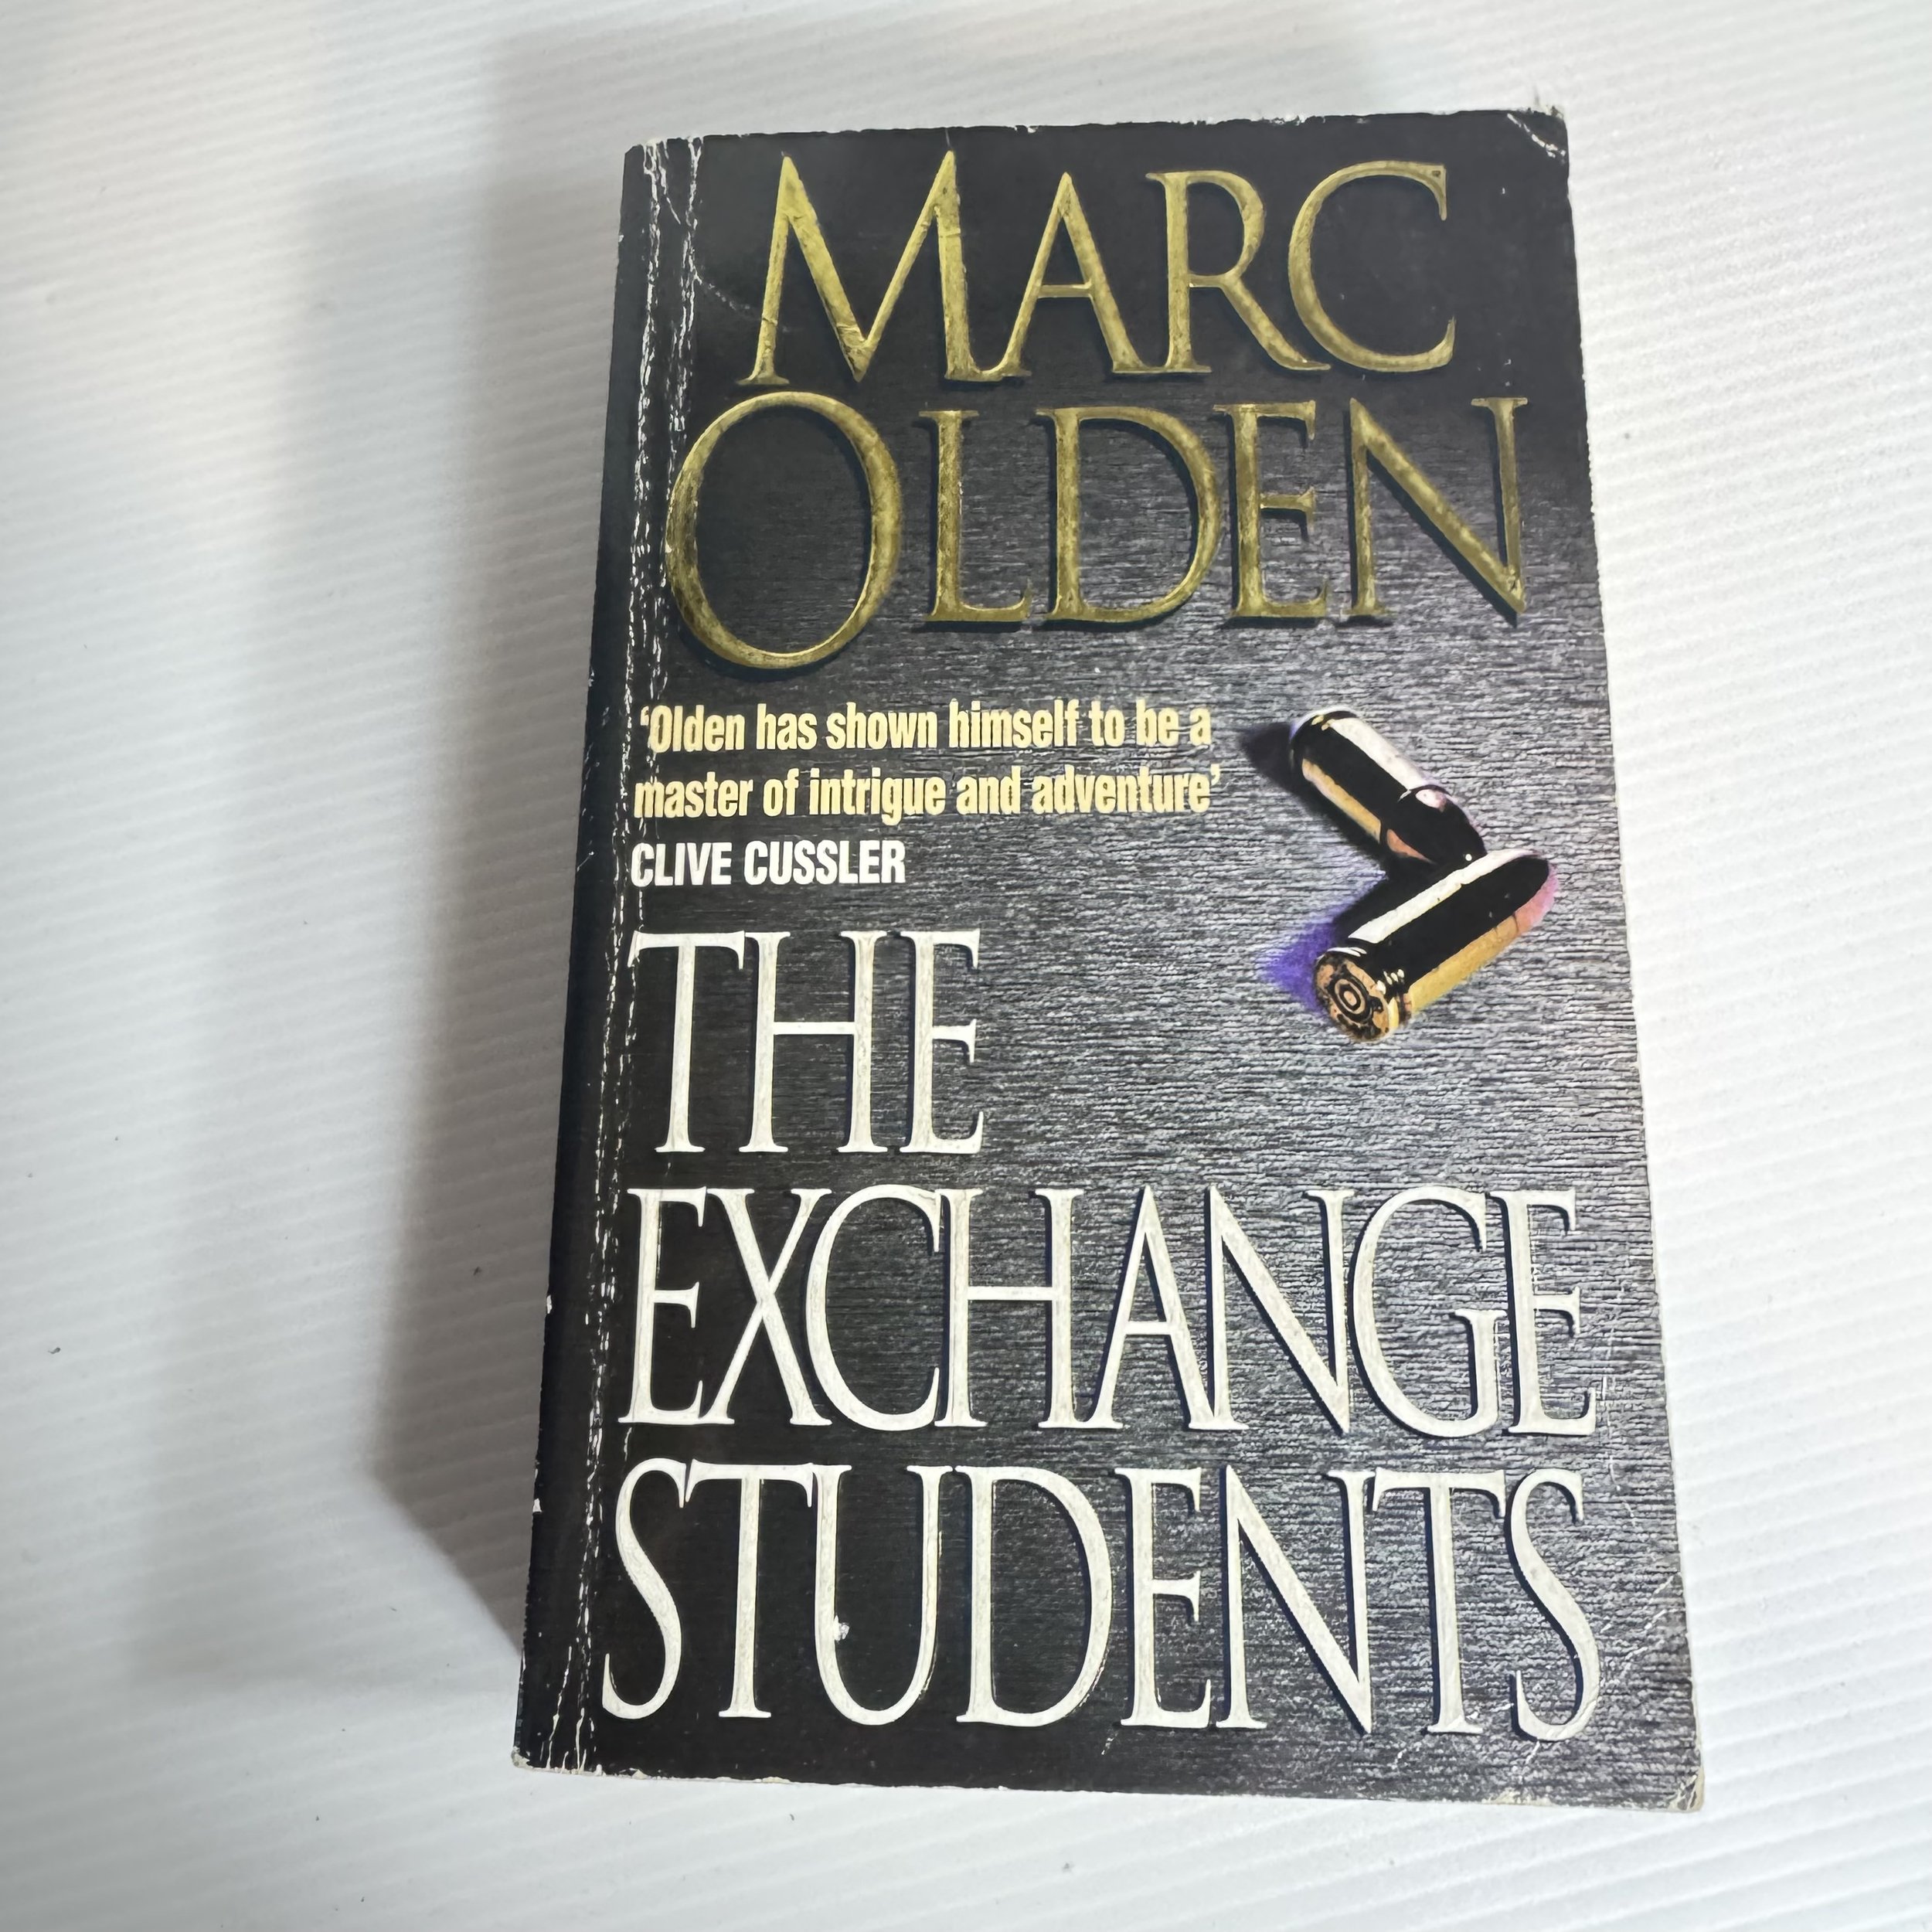 MARC
OLDEN
‘Olden has shown himself to be a
master of intrigue and adventure’
CLIVE CUSSLER
THE
EXCHANGE
STUDENTS